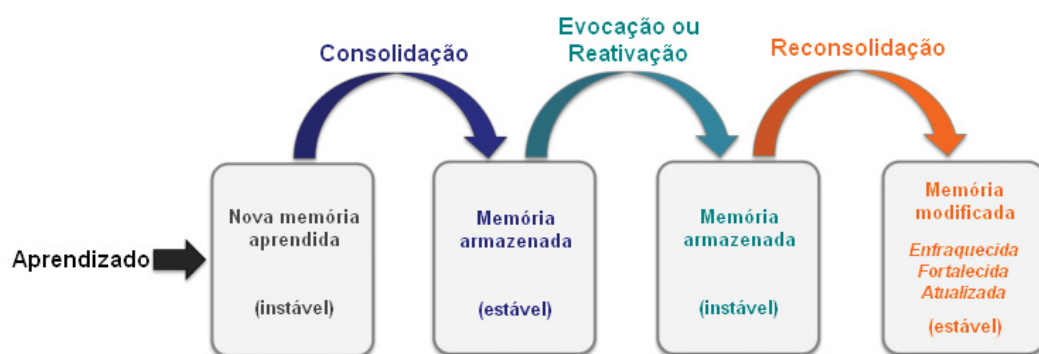 Consolidação
Evocação ou
Reativação
Reconsolidação
Aprendizado
Nova memória
aprendida
(instável)
Memória
armazenada
(estável)
Memória
armazenada
(instável)
Memória
modificada
Enfraquecida
Fortalecida
Atualizada
(estável)